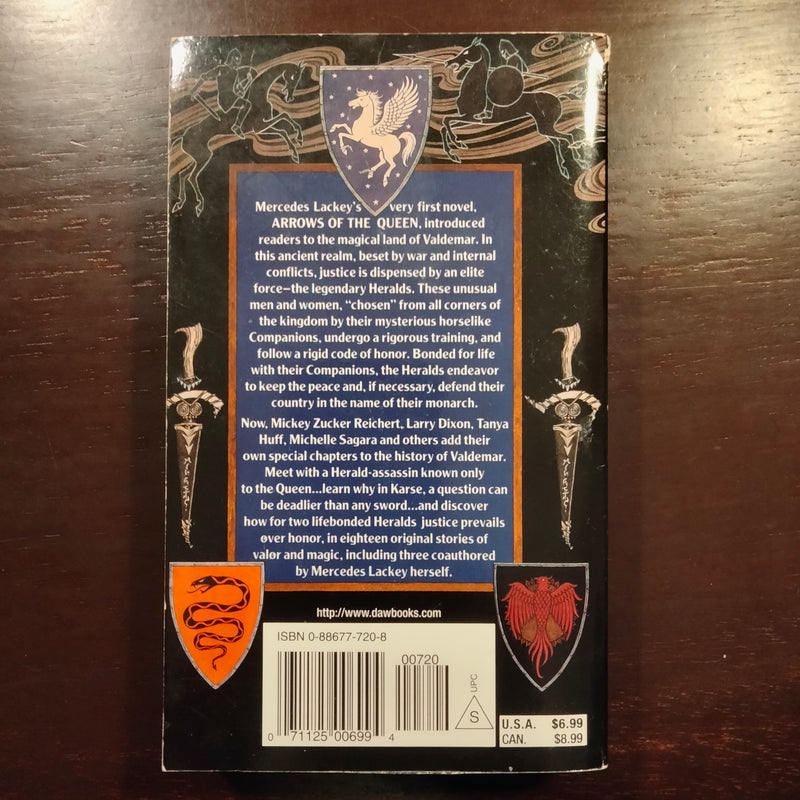 Mercedes Lackey's very first novel,
ARROWS OF THE QUEEN, introduced
readers to the magical land of Valdemar. In
this ancient realm, beset by war and internal
conflicts, justice is dispensed by an elite
force—the legendary Heralds. These unusual
men and women, "chosen" from all corners of
the kingdom by their mysterious horselike
Companions, undergo a rigorous training, and
follow a rigid code of honor. Bonded for life
with their Companions, the Heralds endeavor
to keep the peace and, if necessary, defend their
country in the name of their monarch.
Now, Mickey Zucker Reichert, Larry Dixon, Tanya
Huff, Michelle Sagara and others add their
own special chapters to the history of Valdemar.
Meet with a Herald-assassin known only
to the Queen...learn why in Karse, a question can
be deadlier than any sword...and discover
how for two lifebonded Heralds justice prevails
over honor, in eighteen original stories of
valor and magic, including three coauthored
by Mercedes Lackey herself.
http://www.dawbooks.com
ISBN 0-88677-720-8
00720
UPC
S
0 71125 00699 4
U.S.A. $6.99
CAN. $8.99